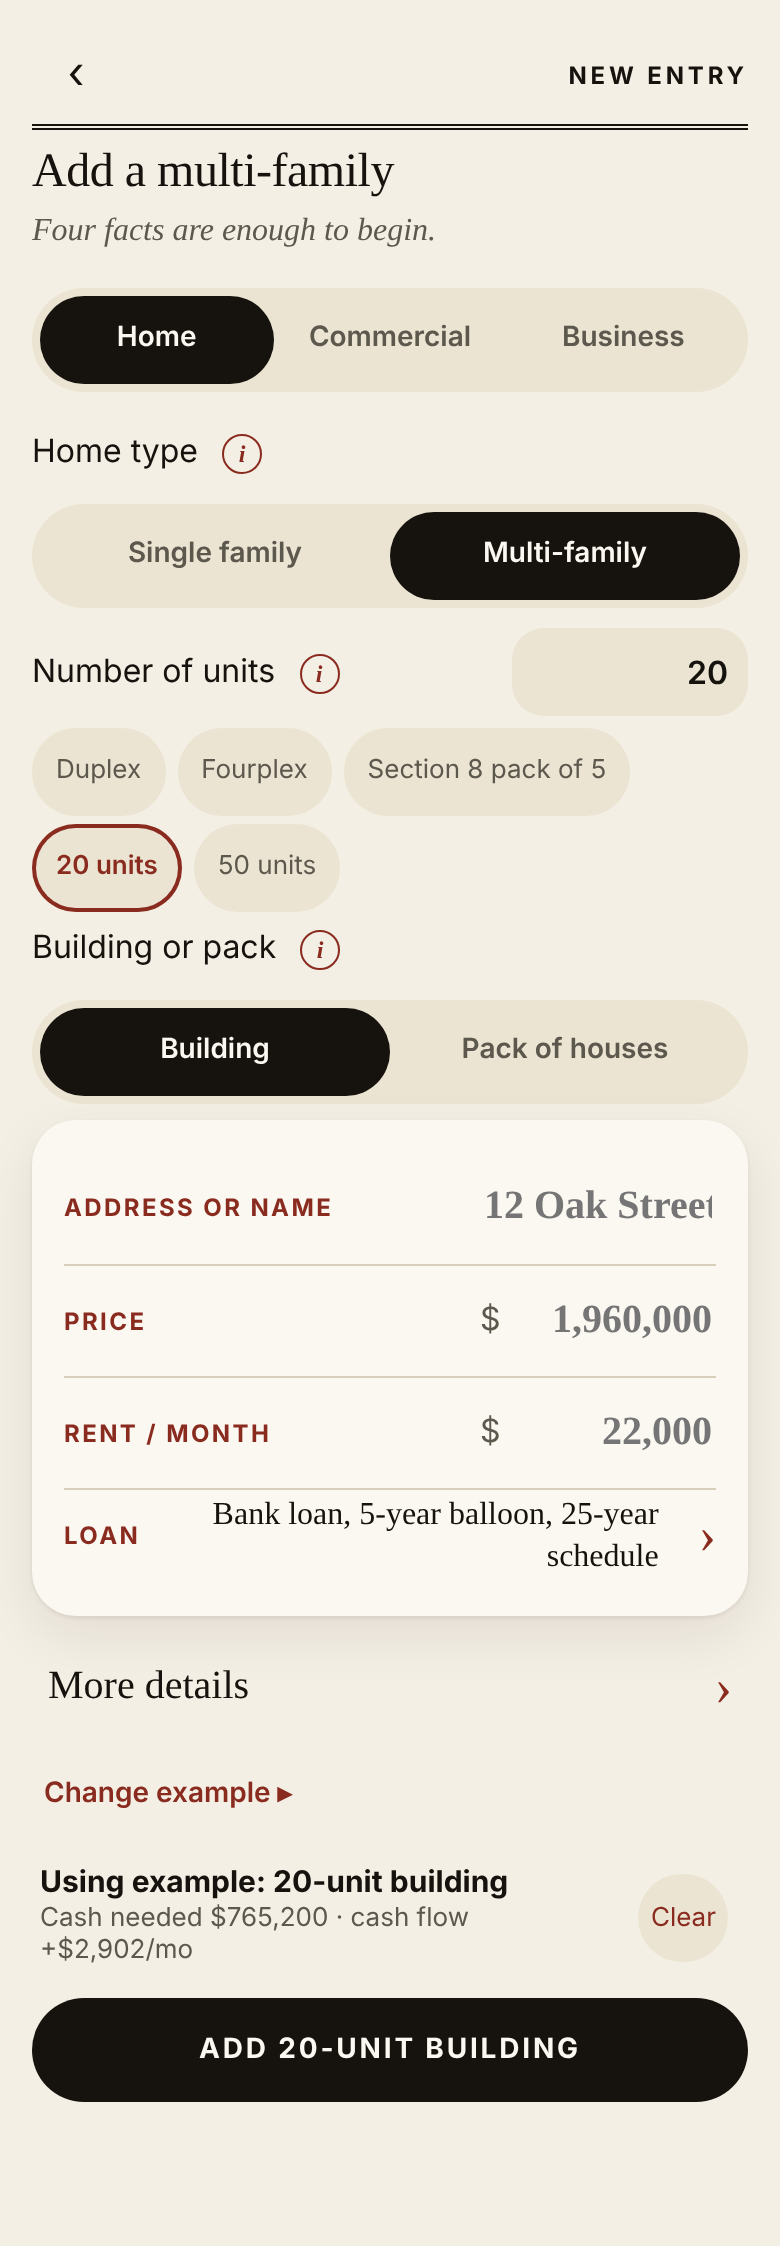 ‹
NEW ENTRY
Add a multi-family
Four facts are enough to begin.
Home Commercial Business
Home type i
Single family Multi-family
Number of units i 20
Duplex Fourplex Section 8 pack of 5
20 units 50 units
Building or pack i
Building Pack of houses
ADDRESS OR NAME 12 Oak Street
PRICE $ 1,960,000
RENT / MONTH $ 22,000
LOAN Bank loan, 5-year balloon, 25-year
schedule ›
More details ›
Change example ▸
Using example: 20-unit building
Cash needed $765,200 · cash flow
+$2,902/mo
Clear
ADD 20-UNIT BUILDING